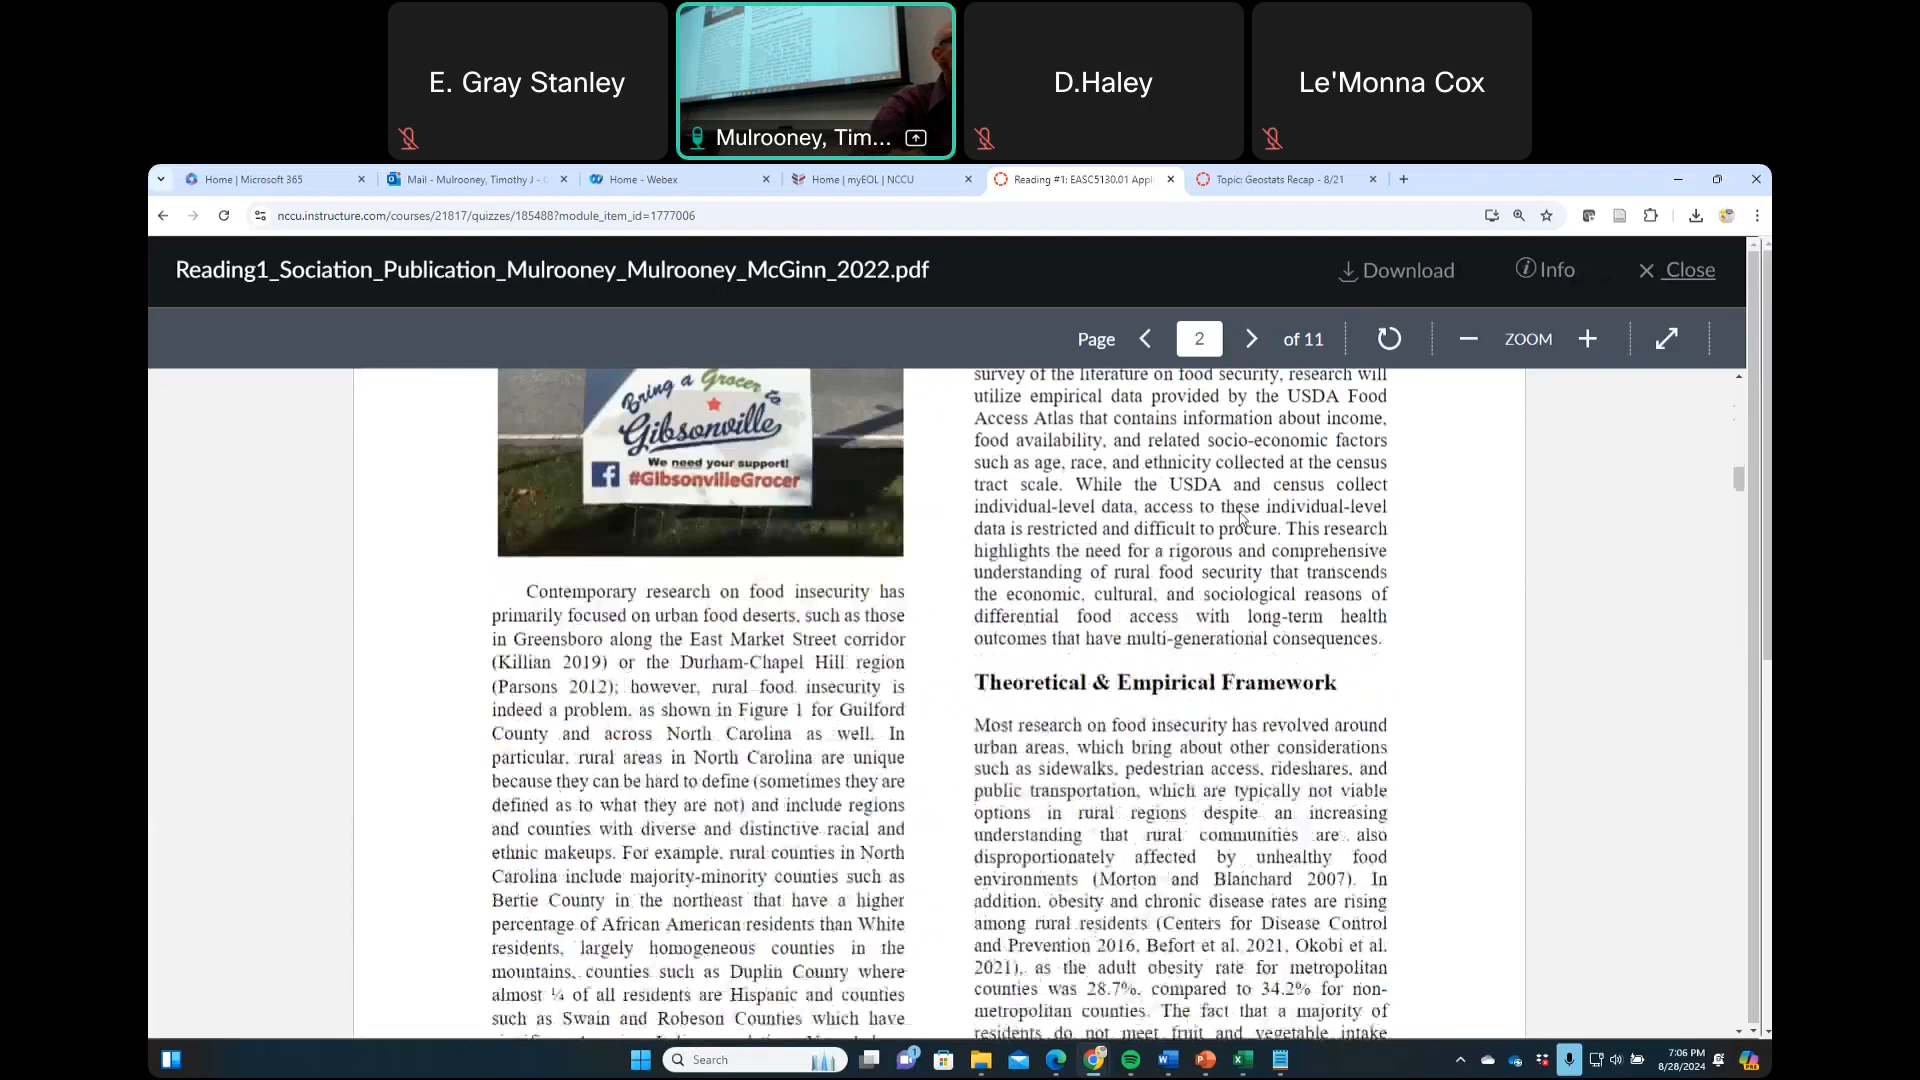 E. Gray Stanley
Mulrooney, Tim...
D.Haley
Le'Monna Cox
Home | Microsoft 365
Mail - Mulrooney, Timothy J -
Home - Webex
Home | myEOL | NCCU
Reading #1: EASC5130.01 Appl
Topic: Geostats Recap - 8/21
nccu.instructure.com/courses/21817/quizzes/185488?module_item_id=1777006
Reading1_Sociation_Publication_Mulrooney_Mulrooney_McGinn_2022.pdf
Download
Info
Close
Page
2
of 11
ZOOM
Bring a Grocer to
Gibsonville
We need your support!
#GibsonvilleGrocer
Contemporary research on food insecurity has
primarily focused on urban food deserts, such as those
in Greensboro along the East Market Street corridor
(Killian 2019) or the Durham-Chapel Hill region
(Parsons 2012); however, rural food insecurity is
indeed a problem, as shown in Figure 1 for Guilford
County and across North Carolina as well. In
particular, rural areas in North Carolina are unique
because they can be hard to define (sometimes they are
defined as to what they are not) and include regions
and counties with diverse and distinctive racial and
ethnic makeups. For example, rural counties in North
Carolina include majority-minority counties such as
Bertie County in the northeast that have a higher
percentage of African American residents than White
residents, largely homogeneous counties in the
mountains, counties such as Duplin County where
almost ¼ of all residents are Hispanic and counties
such as Swain and Robeson Counties which have
survey of the literature on food security, research will
utilize empirical data provided by the USDA Food
Access Atlas that contains information about income,
food availability, and related socio-economic factors
such as age, race, and ethnicity collected at the census
tract scale. While the USDA and census collect
individual-level data, access to these individual-level
data is restricted and difficult to procure. This research
highlights the need for a rigorous and comprehensive
understanding of rural food security that transcends
the economic, cultural, and sociological reasons of
differential food access with long-term health
outcomes that have multi-generational consequences.
Theoretical & Empirical Framework
Most research on food insecurity has revolved around
urban areas, which bring about other considerations
such as sidewalks, pedestrian access, rideshares, and
public transportation, which are typically not viable
options in rural regions despite an increasing
understanding that rural communities are also
disproportionately affected by unhealthy food
environments (Morton and Blanchard 2007). In
addition, obesity and chronic disease rates are rising
among rural residents (Centers for Disease Control
and Prevention 2016, Befort et al. 2021, Okobi et al.
2021), as the adult obesity rate for metropolitan
counties was 28.7%, compared to 34.2% for non-
metropolitan counties. The fact that a majority of
residents do not meet fruit and vegetable intake
Search
7:06 PM
8/28/2024